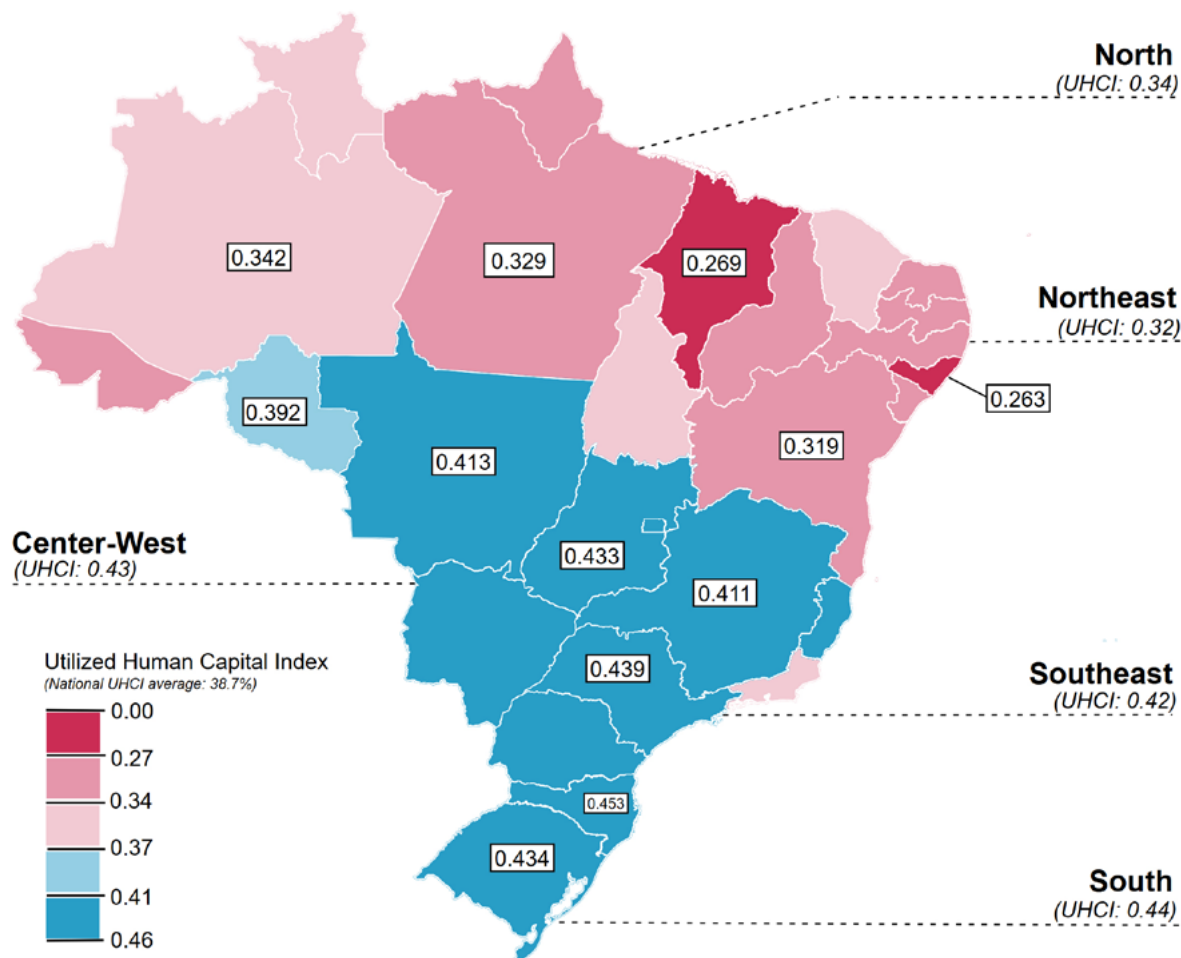 North
(UHCI: 0.34)
0.342
0.329
0.269
Northeast
(UHCI: 0.32)
0.263
0.392
0.319
0.413
Center-West
(UHCI: 0.43)
0.433
0.411
Utilized Human Capital Index
(National UHCI average: 38.7%)
0.439
Southeast
(UHCI: 0.42)
0.00
0.27
0.34
0.37
0.41
0.46
0.453
0.434
South
(UHCI: 0.44)